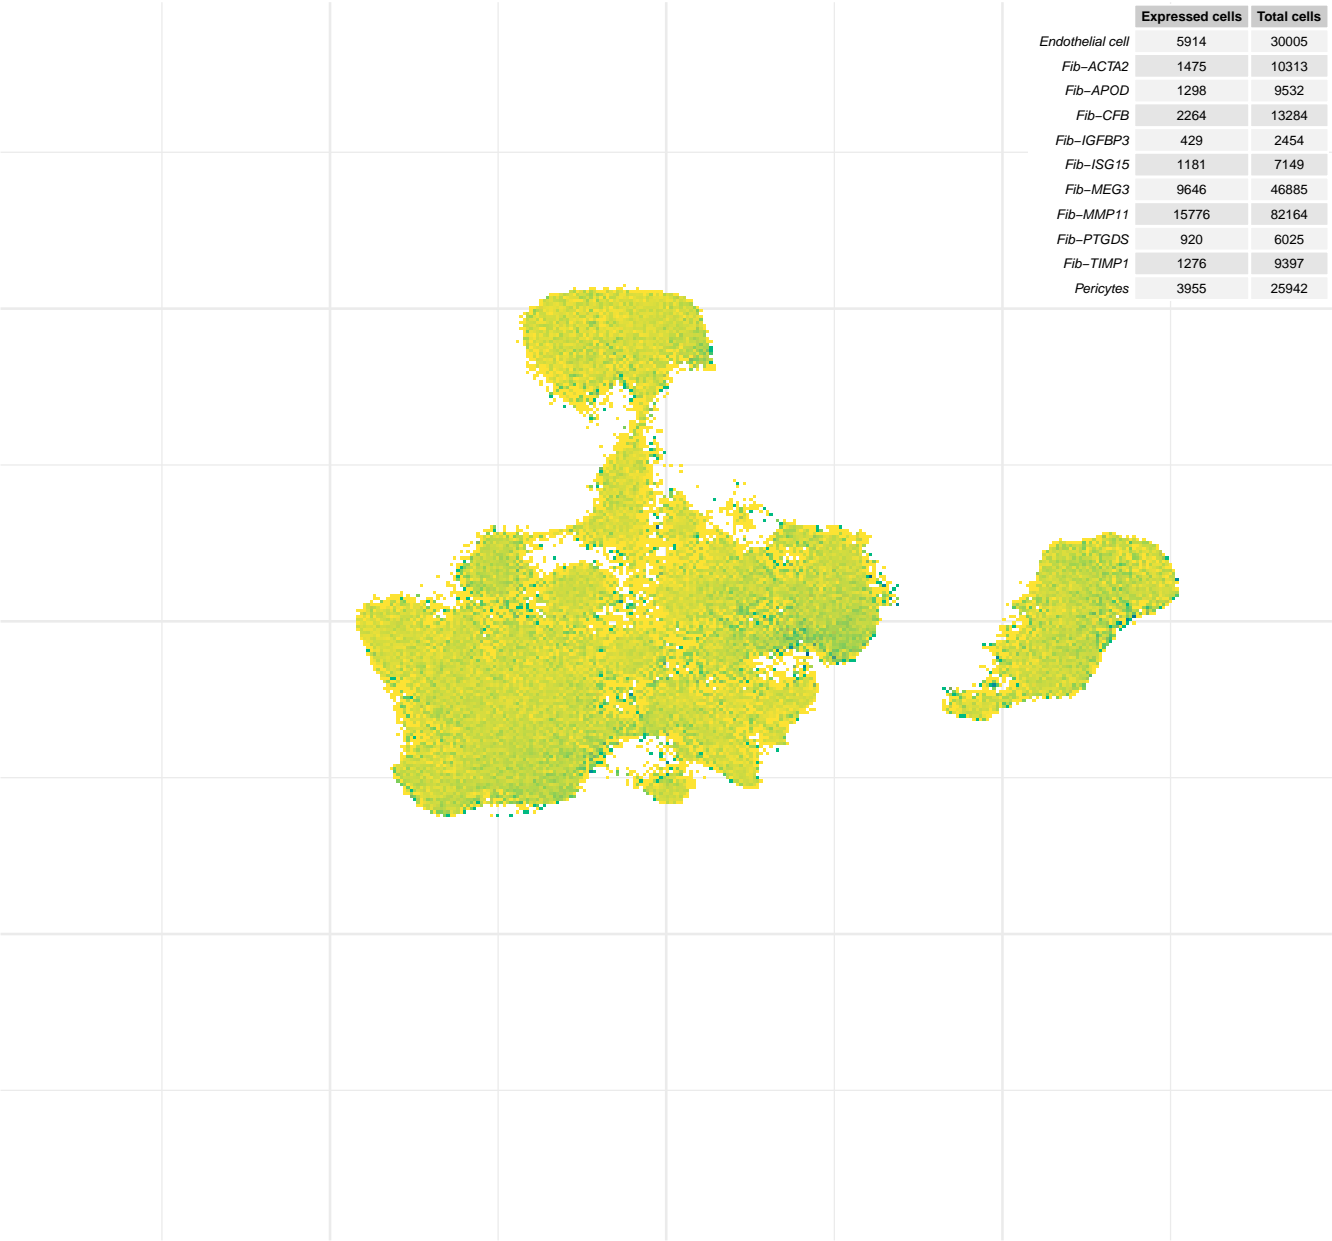 Expressed cells Total cells
Endothelial cell 5914 30005
Fib−ACTA2 1475 10313
Fib−APOD 1298 9532
Fib−CFB 2264 13284
Fib−IGFBP3 429 2454
Fib−ISG15 1181 7149
Fib−MEG3 9646 46885
Fib−MMP11 15776 82164
Fib−PTGDS 920 6025
Fib−TIMP1 1276 9397
Pericytes 3955 25942